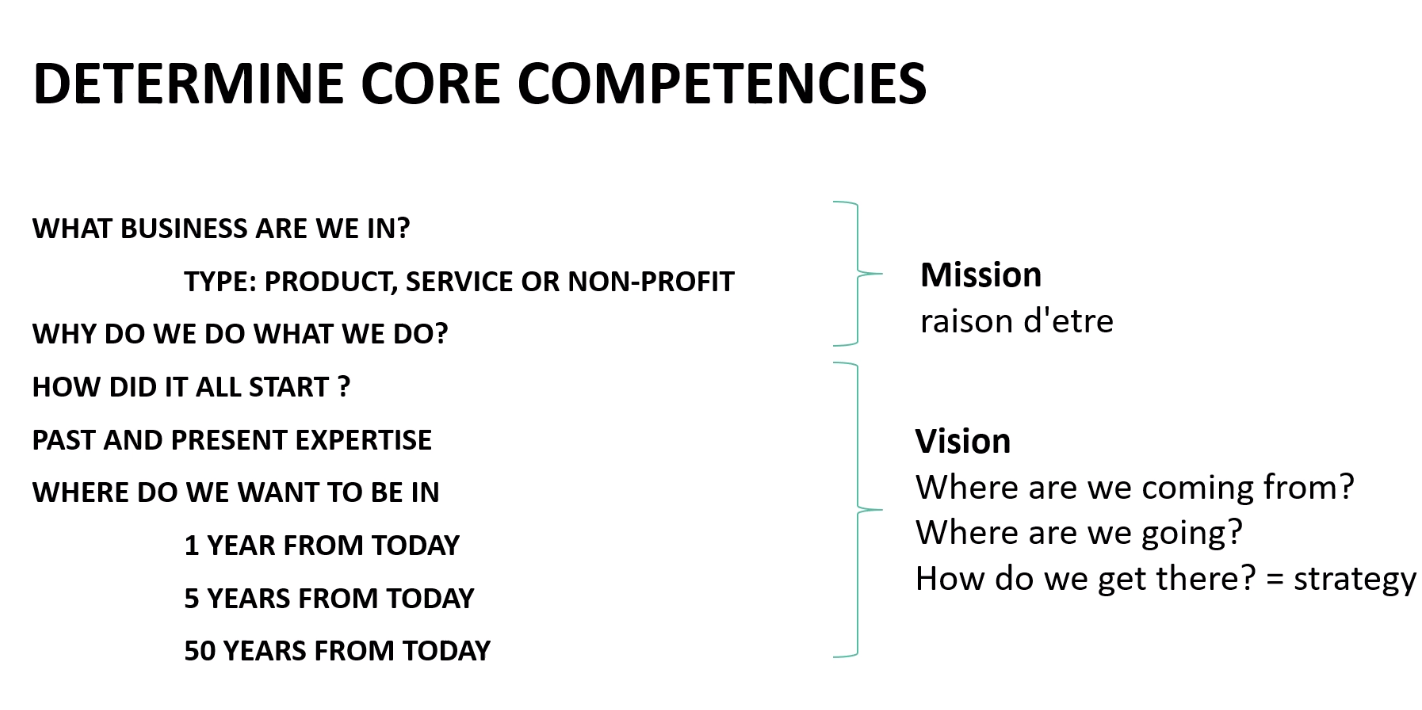 DETERMINE CORE COMPETENCIES
WHAT BUSINESS ARE WE IN?
TYPE: PRODUCT, SERVICE OR NON-PROFIT
WHY DO WE DO WHAT WE DO?
HOW DID IT ALL START ?
PAST AND PRESENT EXPERTISE
WHERE DO WE WANT TO BE IN
1 YEAR FROM TODAY
5 YEARS FROM TODAY
50 YEARS FROM TODAY
Mission
raison d'etre
Vision
Where are we coming from?
Where are we going?
How do we get there? = strategy